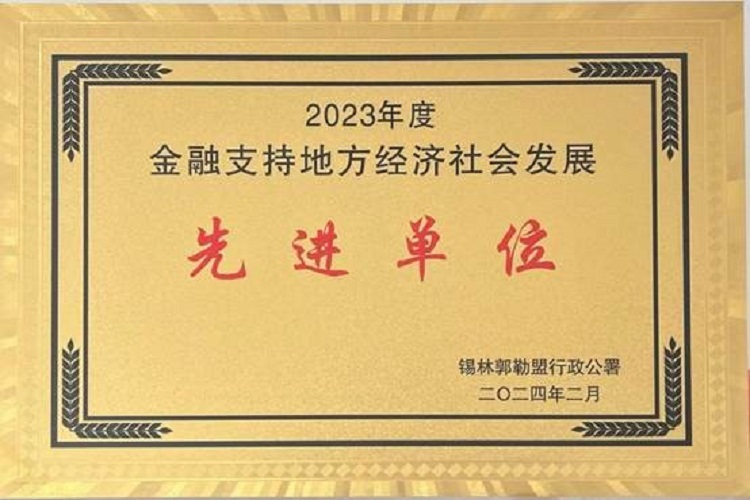 2023年度
金融支持地方经济社会发展
先进单位
锡林郭勒盟行政公署
二〇二四年二月